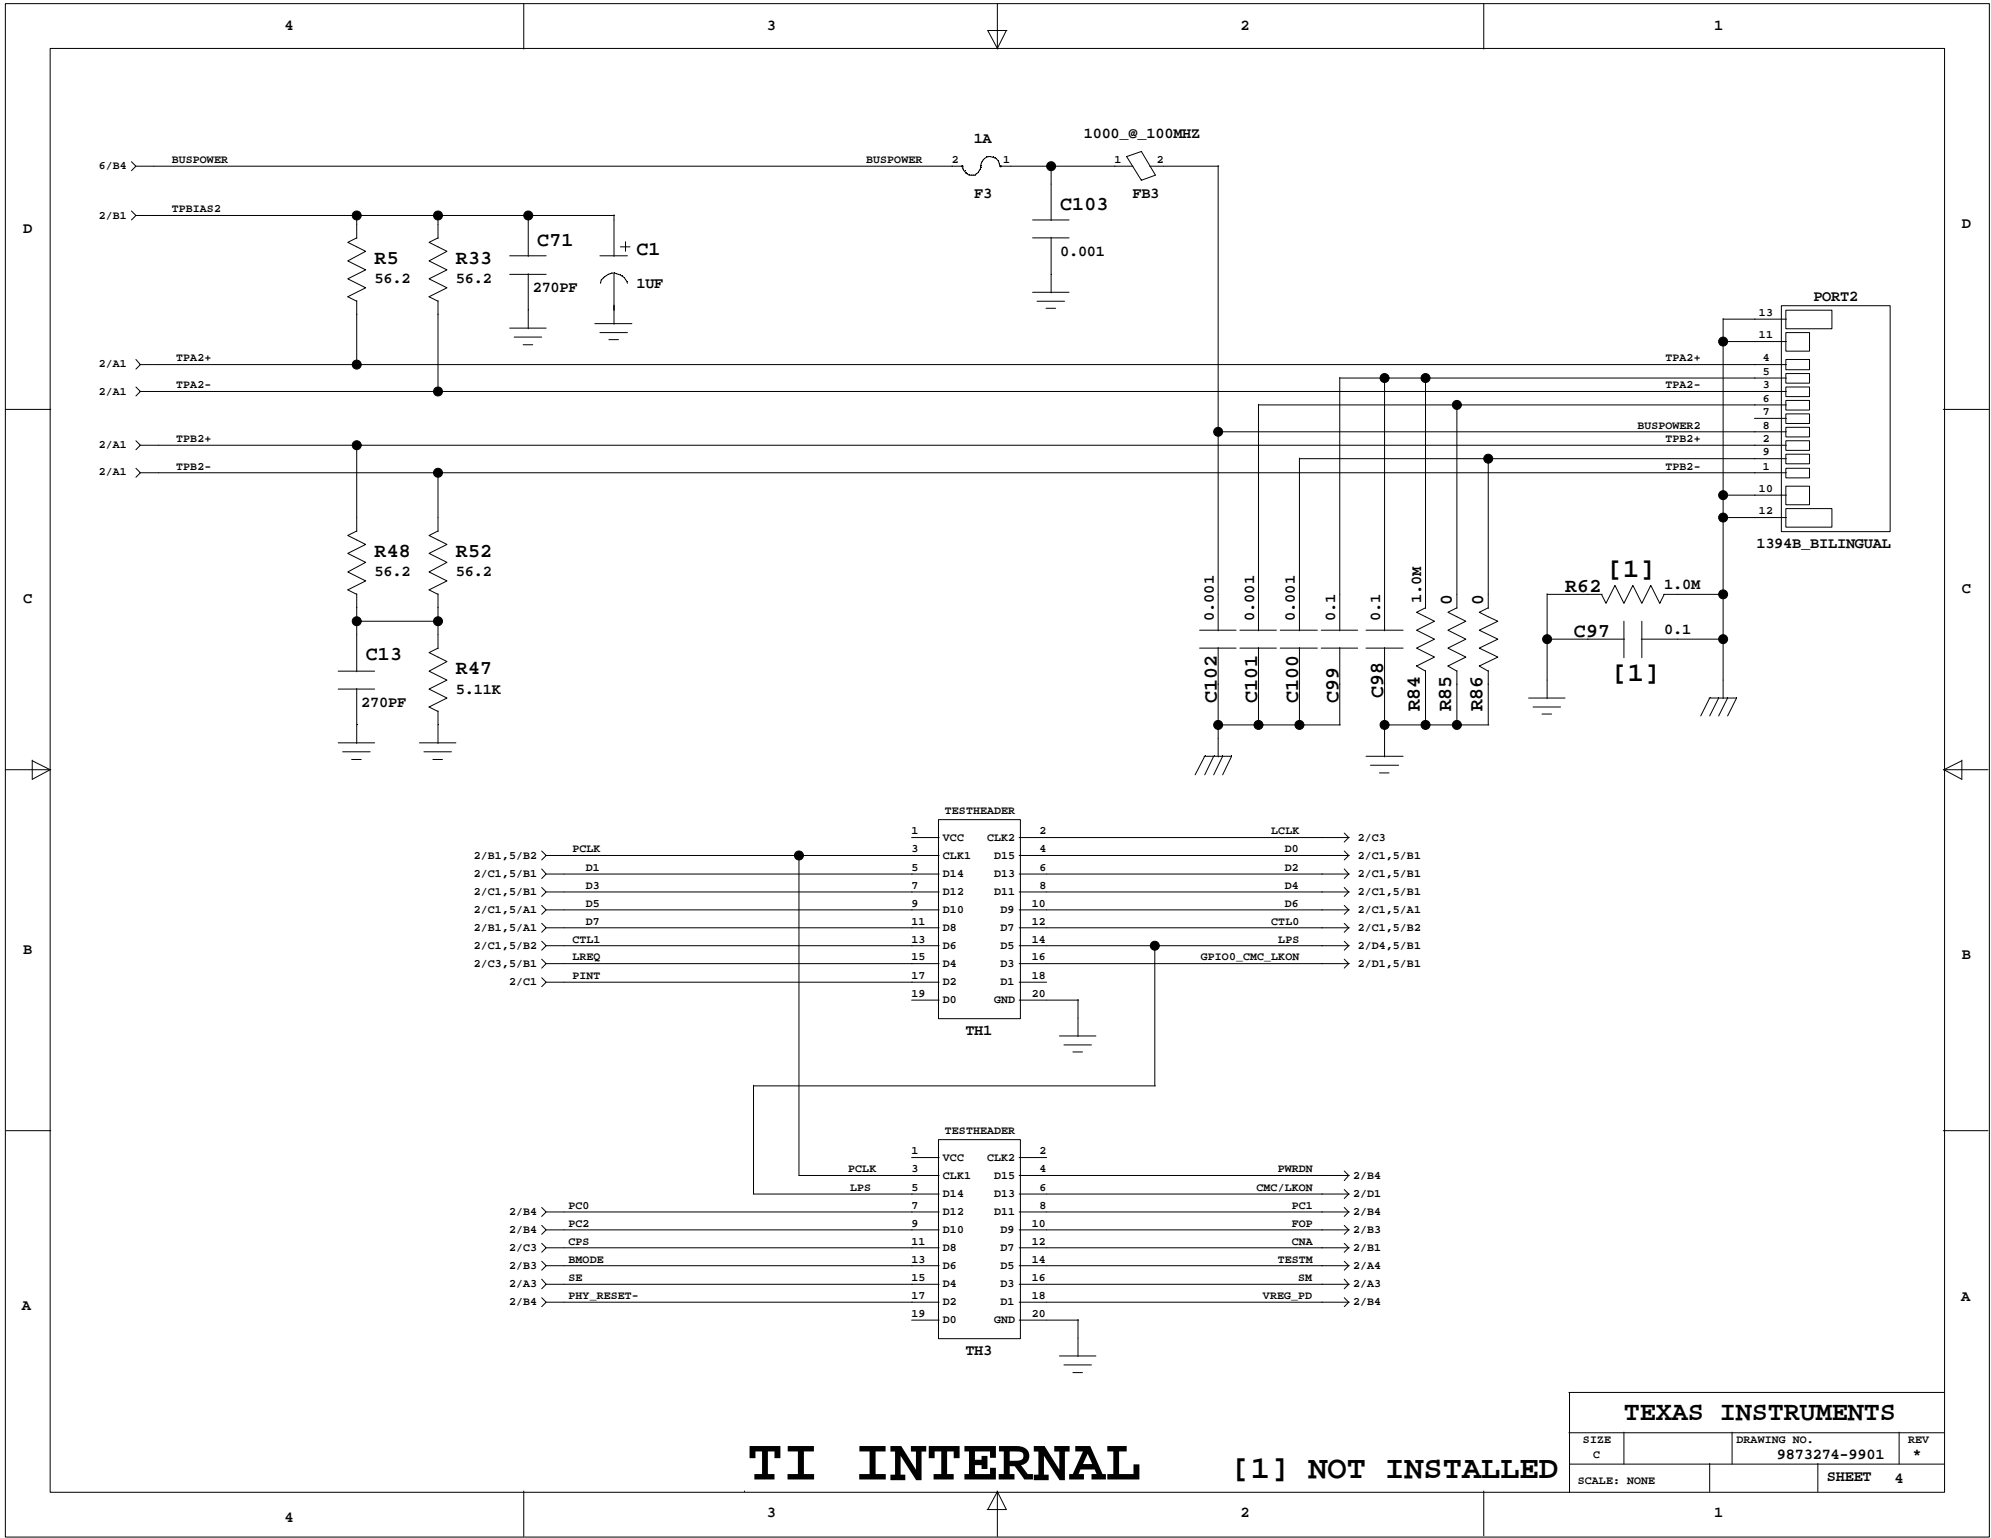 4 3 2 1
1A
1000_@_100MHZ
6/B4 BUSPOWER BUSPOWER 2 1 1 2
F3 FB3
C103
0.001
2/B1 TPBIAS2
D D
R5 R33 C71 + C1
56.2 56.2 270PF 1UF
PORT2
13
11
2/A1 TPA2+ TPA2+ 4
5
2/A1 TPA2- TPA2- 3
6
7
BUSPOWER2 8
2/A1 TPB2+ TPB2+ 2
9
2/A1 TPB2- TPB2- 1
10
12
1394B_BILINGUAL
R48 R52
56.2 56.2
C C
0.001 0.001 0.001 0.1 0.1 1.0M 0 0
C102 C101 C100 C99 C98 R84 R85 R86
[1]
R62 1.0M
C97 0.1
[1]
C13 R47
270PF 5.11K
TESTHEADER
1 VCC CLK2 2 LCLK 2/C3
2/B1,5/B2 PCLK 3 CLK1 D15 4 D0 2/C1,5/B1
2/C1,5/B1 D1 5 D14 D13 6 D2 2/C1,5/B1
2/C1,5/B1 D3 7 D12 D11 8 D4 2/C1,5/B1
2/C1,5/A1 D5 9 D10 D9 10 D6 2/C1,5/A1
2/B1,5/A1 D7 11 D8 D7 12 CTL0 2/C1,5/B2
2/C1,5/B2 CTL1 13 D6 D5 14 LPS 2/D4,5/B1
2/C3,5/B1 LREQ 15 D4 D3 16 GPIO0_CMC_LKON 2/D1,5/B1
2/C1 PINT 17 D2 D1 18
19 D0 GND 20
B B
TH1
TESTHEADER
1 VCC CLK2 2
PCLK 3 CLK1 D15 4 PWRDN 2/B4
LPS 5 D14 D13 6 CMC/LKON 2/D1
2/B4 PC0 7 D12 D11 8 PC1 2/B4
2/B4 PC2 9 D10 D9 10 FOP 2/B3
2/C3 CPS 11 D8 D7 12 CNA 2/B1
2/B3 BMODE 13 D6 D5 14 TESTM 2/A4
2/A3 SE 15 D4 D3 16 SM 2/A3
2/B4 PHY_RESET- 17 D2 D1 18 VREG_PD 2/B4
19 D0 GND 20
A A
TH3
TI INTERNAL [1] NOT INSTALLED
TEXAS INSTRUMENTS
SIZE DRAWING NO. REV
C 9873274-9901 *
SCALE: NONE SHEET 4
4 3 2 1